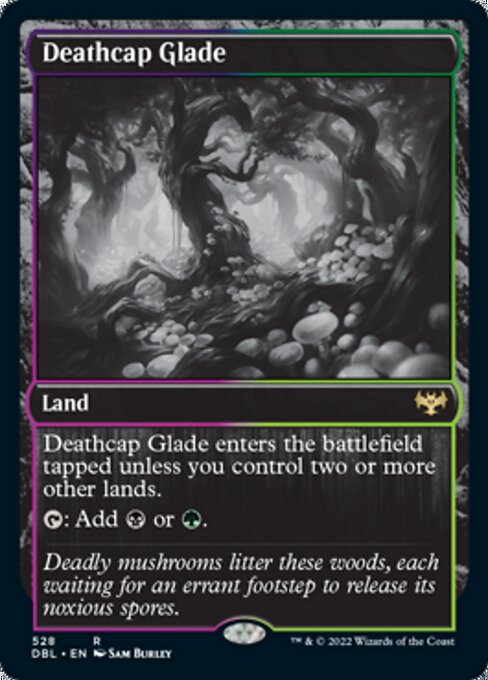 Deathcap Glade
Land
Deathcap Glade enters the battlefield
tapped unless you control two or more
other lands.
: Add or .
Deadly mushrooms litter these woods, each
waiting for an errant footstep to release its
noxious spores.
528 R
DBL • EN SAM BURLEY
™ & © 2022 Wizards of the Coast